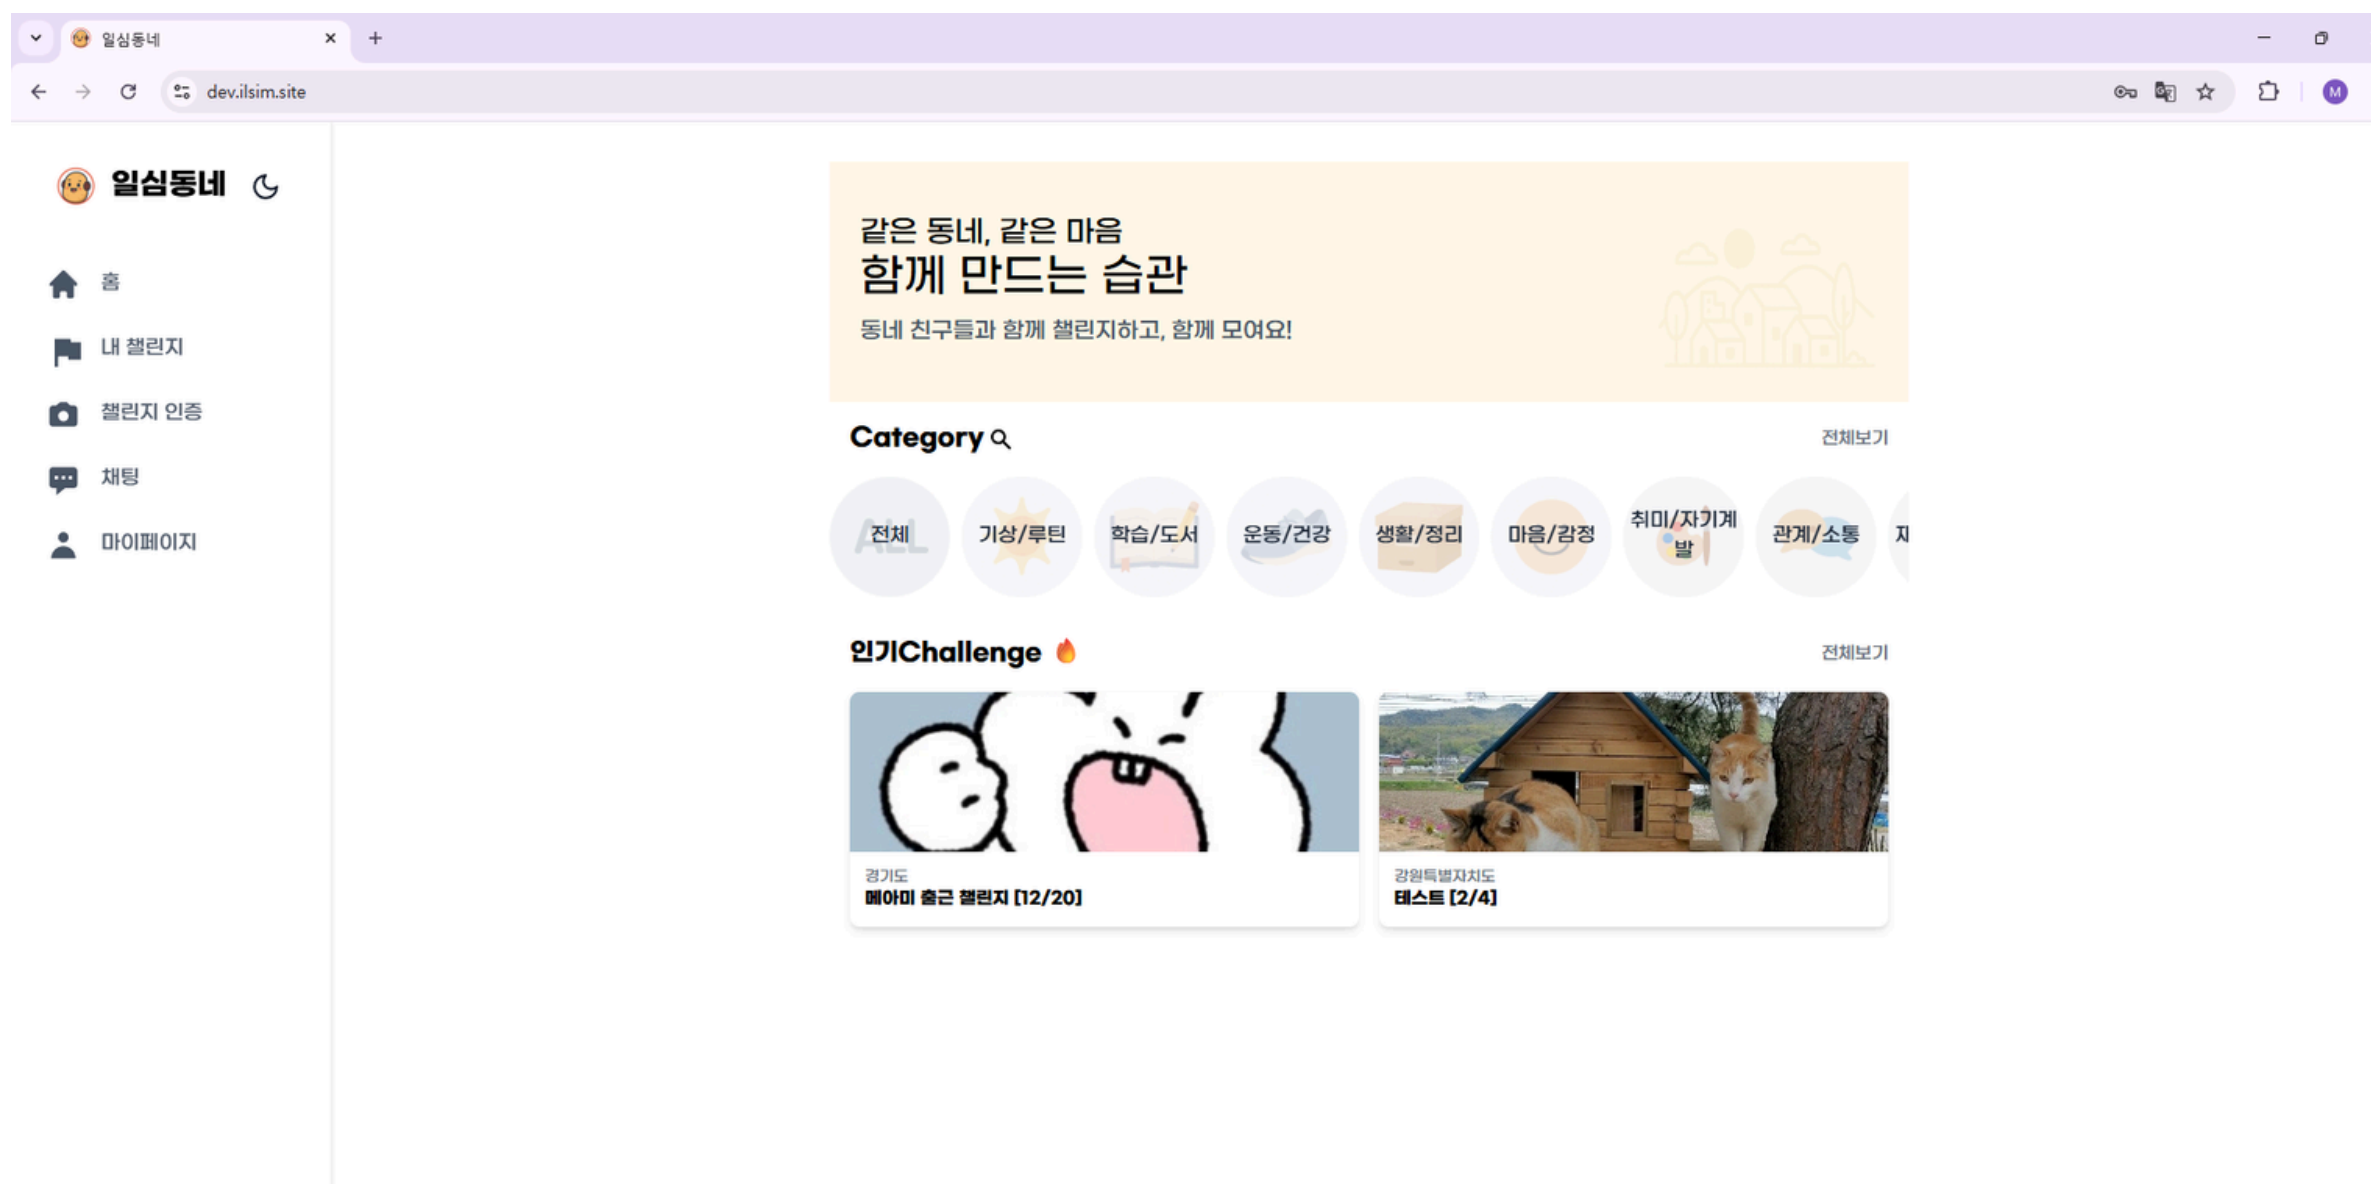 일심동네
dev.ilsim.site
M
일심동네
홈
내 챌린지
챌린지 인증
채팅
마이페이지
같은 동네, 같은 마음
함께 만드는 습관
동네 친구들과 함께 챌린지하고, 함께 모여요!
Category
전체보기
ALL
전체
기상/루틴
학습/도서
운동/건강
생활/정리
마음/감정
취미/자기계
발
관계/소통
인기Challenge
전체보기
경기도
메아미 출근 챌린지 [12/20]
강원특별자치도
테스트 [2/4]